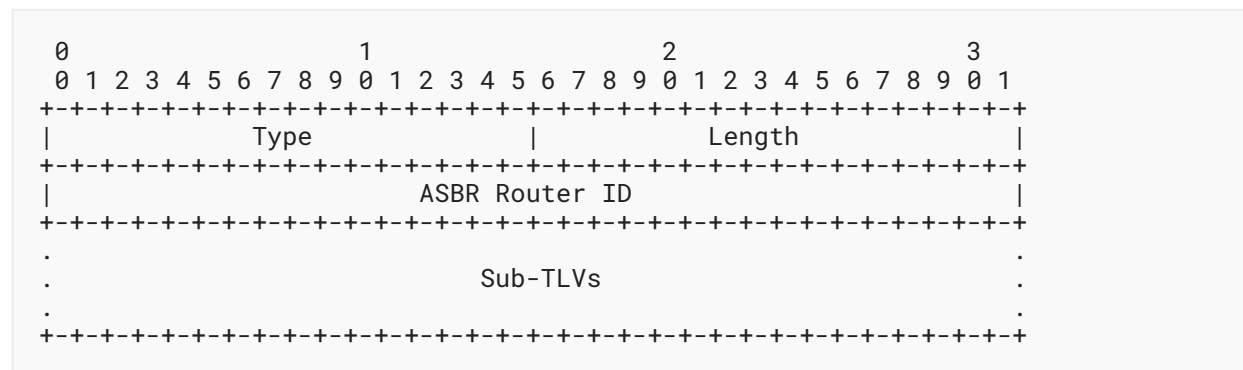 0                   1                   2                   3
 0 1 2 3 4 5 6 7 8 9 0 1 2 3 4 5 6 7 8 9 0 1 2 3 4 5 6 7 8 9 0 1
+-+-+-+-+-+-+-+-+-+-+-+-+-+-+-+-+-+-+-+-+-+-+-+-+-+-+-+-+-+-+-+-+
|             Type              |           Length              |
+-+-+-+-+-+-+-+-+-+-+-+-+-+-+-+-+-+-+-+-+-+-+-+-+-+-+-+-+-+-+-+-+
|                        ASBR Router ID                         |
+-+-+-+-+-+-+-+-+-+-+-+-+-+-+-+-+-+-+-+-+-+-+-+-+-+-+-+-+-+-+-+-+
.                                                               .
.                            Sub-TLVs                           .
.                                                               .
+-+-+-+-+-+-+-+-+-+-+-+-+-+-+-+-+-+-+-+-+-+-+-+-+-+-+-+-+-+-+-+-+